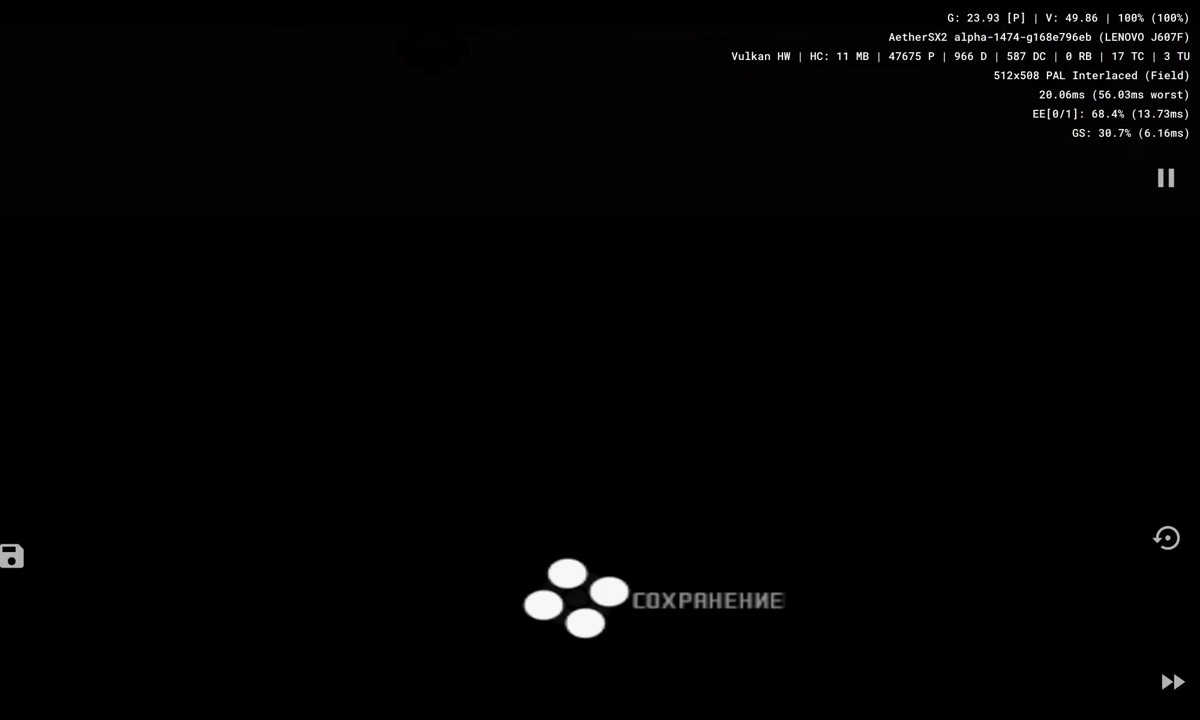 G: 23.93 [P] | V: 49.86 | 100% (100%)
AetherSX2 alpha-1474-g168e796eb (LENOVO J607F)
Vulkan HW | HC: 11 MB | 47675 P | 966 D | 587 DC | 0 RB | 17 TC | 3 TU
512x508 PAL Interlaced (Field)
20.06ms (56.03ms worst)
EE[0/1]: 68.4% (13.73ms)
GS: 30.7% (6.16ms)
СОХРАНЕНИЕ